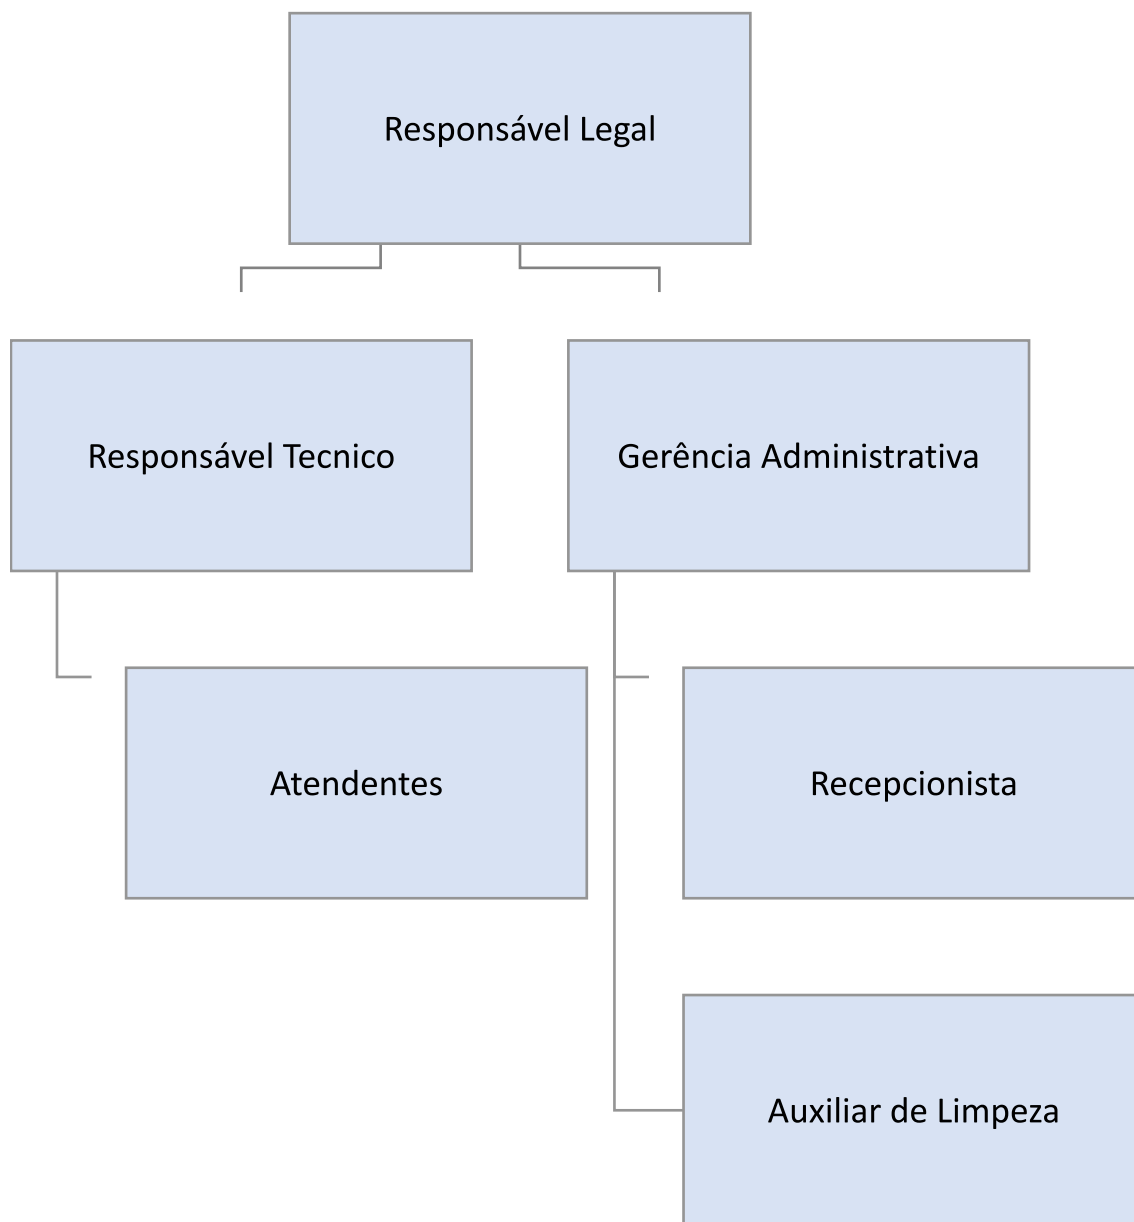 Responsável Legal
Responsável Tecnico
Gerência Administrativa
Atendentes
Recepcionista
Auxiliar de Limpeza